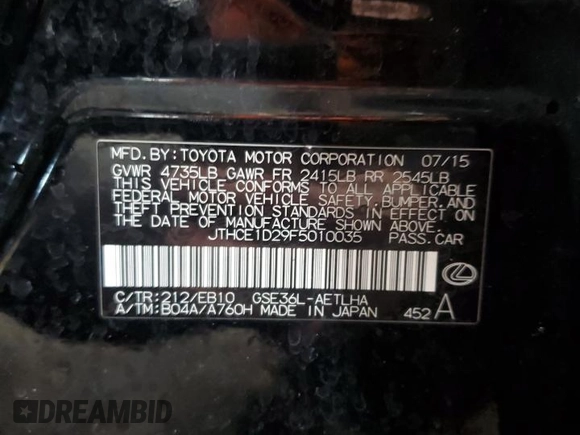 MFD.BY:TOYOTA MOTOR CORPORATION 07/15
GVWR 4735LB GAWR FR 2415LB RR 2545LB
THIS VEHICLE CONFORMS TO ALL APPLICABLE
FEDERAL MOTOR VEHICLE SAFETY,BUMPER,AND
THEFT PREVENTION STANDARDS IN EFFECT ON
THE DATE OF MANUFACTURE SHOWN ABOVE.
JTHCE1D29F5010035 PASS.CAR
C/TR:212/EB10 GSE36L-AETLHA
A/TM:B04A/A760H MADE IN JAPAN 452 A
DREAMBID